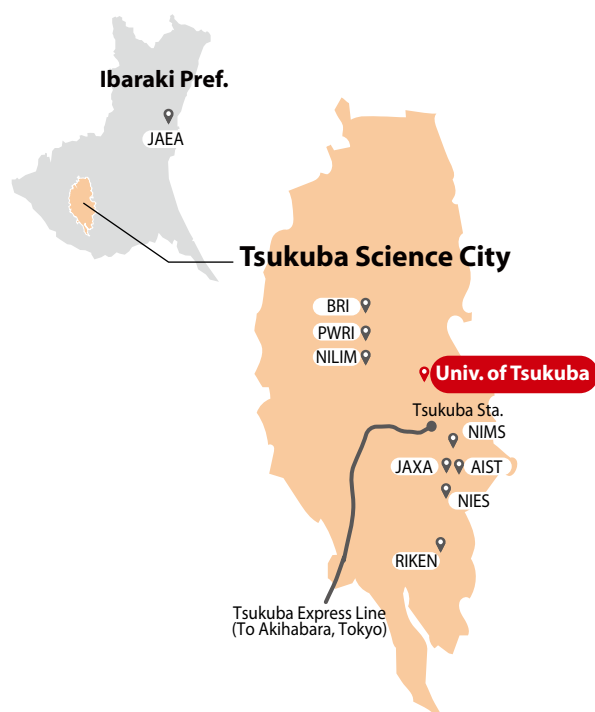 Ibaraki Pref.
JAEA
Tsukuba Science City
BRI
PWRI
NILIM
Univ. of Tsukuba
Tsukuba Sta.
NIMS
JAXA
AIST
NIES
RIKEN
Tsukuba Express Line
(To Akihabara, Tokyo)